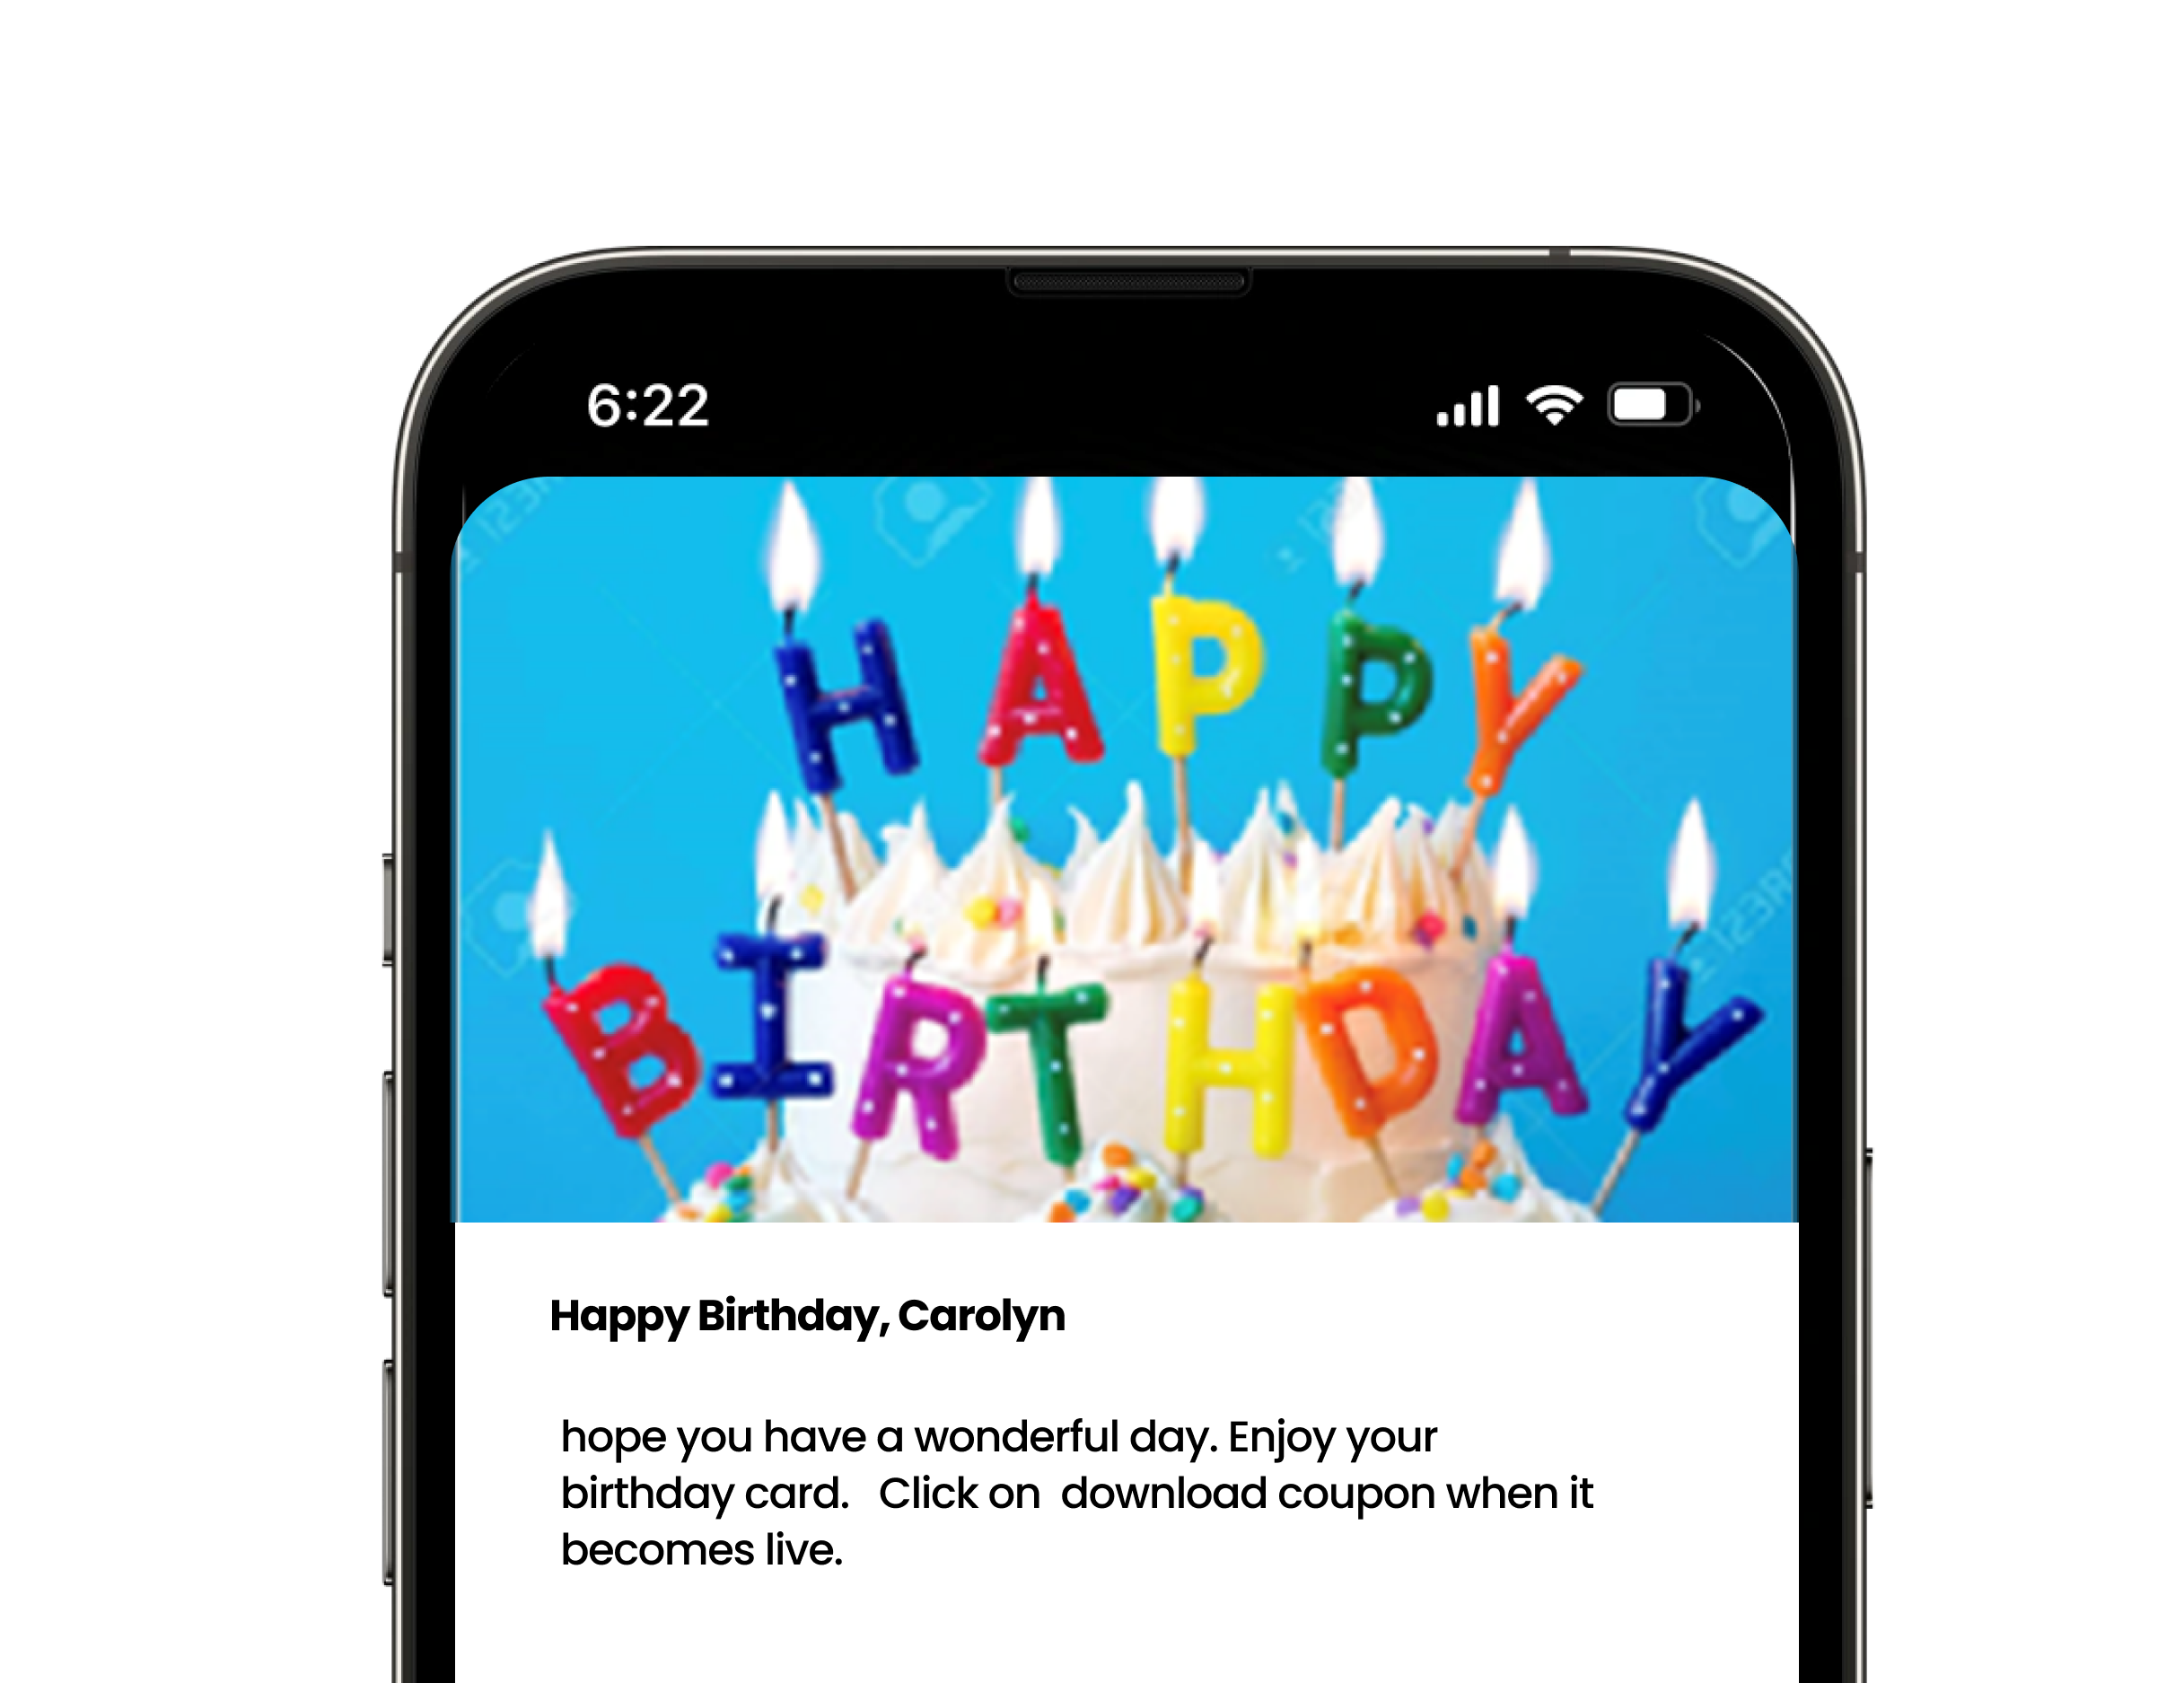 6:22
HAPPY
BIRTHDAY
Happy Birthday, Carolyn
hope you have a wonderful day. Enjoy your
birthday card.   Click on  download coupon when it
becomes live.